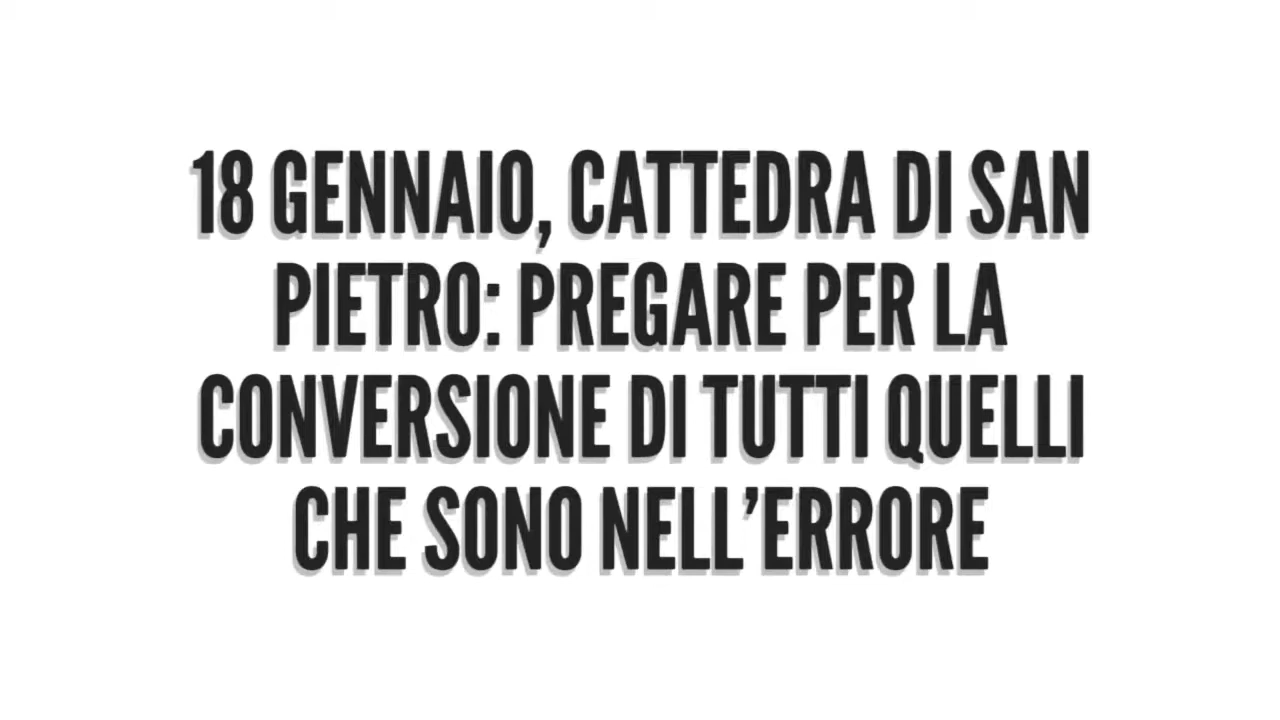 18 GENNAIO, CATTEDRA DI SAN
PIETRO: PREGARE PER LA
CONVERSIONE DI TUTTI QUELLI
CHE SONO NELL’ERRORE